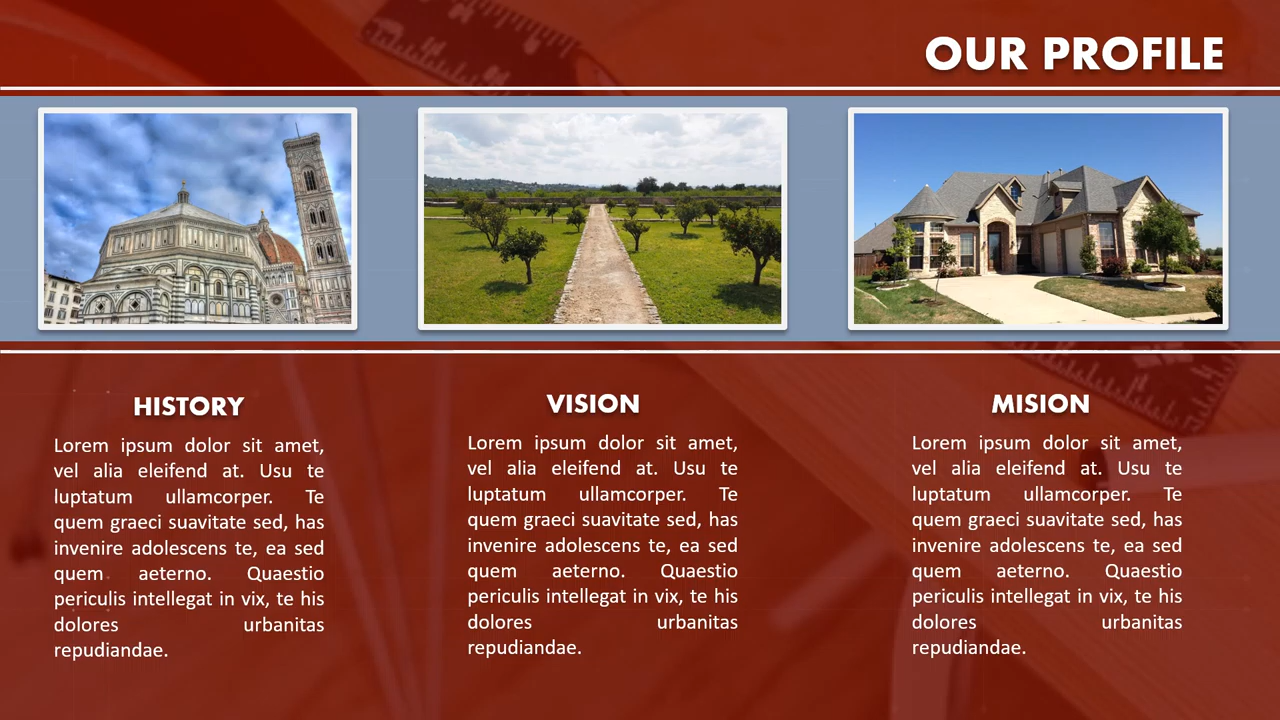 OUR PROFILE
HISTORY
Lorem ipsum dolor sit amet,
vel alia eleifend at. Usu te
luptatum ullamcorper. Te
quem graeci suavitate sed, has
invenire adolescens te, ea sed
quem aeterno. Quaestio
periculis intellegat in vix, te his
dolores urbanitas
repudiandae.
VISION
Lorem ipsum dolor sit amet,
vel alia eleifend at. Usu te
luptatum ullamcorper. Te
quem graeci suavitate sed, has
invenire adolescens te, ea sed
quem aeterno. Quaestio
periculis intellegat in vix, te his
dolores urbanitas
repudiandae.
MISION
Lorem ipsum dolor sit amet,
vel alia eleifend at. Usu te
luptatum ullamcorper. Te
quem graeci suavitate sed, has
invenire adolescens te, ea sed
quem aeterno. Quaestio
periculis intellegat in vix, te his
dolores urbanitas
repudiandae.